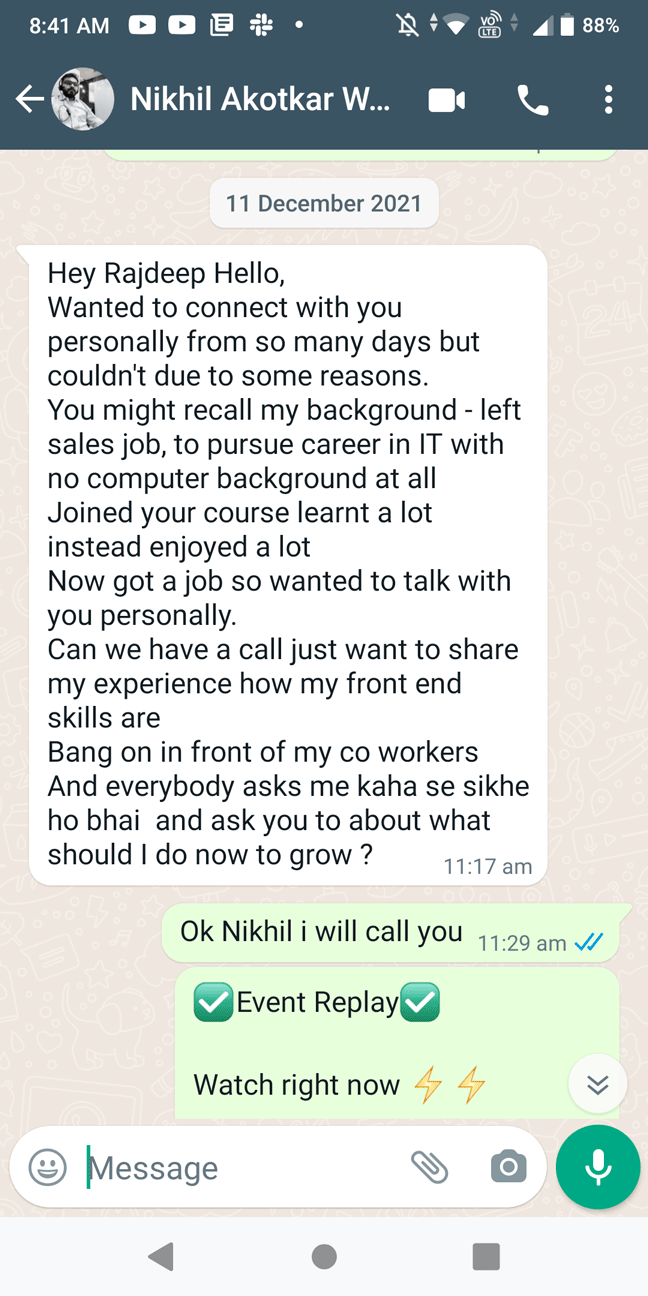 8:41 AM
VO)
LTE
88%
Nikhil Akotkar W...
11 December 2021
Hey Rajdeep Hello,
Wanted to connect with you
personally from so many days but
couldn't due to some reasons.
You might recall my background - left
sales job, to pursue career in IT with
no computer background at all
Joined your course learnt a lot
instead enjoyed a lot
Now got a job so wanted to talk with
you personally.
Can we have a call just want to share
my experience how my front end
skills are
Bang on in front of my co workers
And everybody asks me kaha se sikhe
ho bhai  and ask you to about what
should I do now to grow ?
11:17 am
Ok Nikhil i will call you
11:29 am
✅Event Replay✅
Watch right now ⚡ ⚡
Message